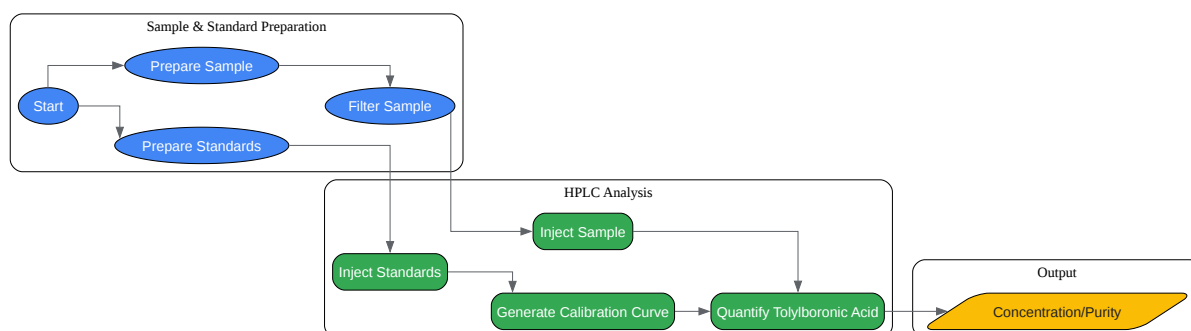 Sample & Standard Preparation
Prepare Sample
Start
Filter Sample
Prepare Standards
HPLC Analysis
Inject Sample
Inject Standards
Generate Calibration Curve
Quantify Tolylboronic Acid
Output
Concentration/Purity